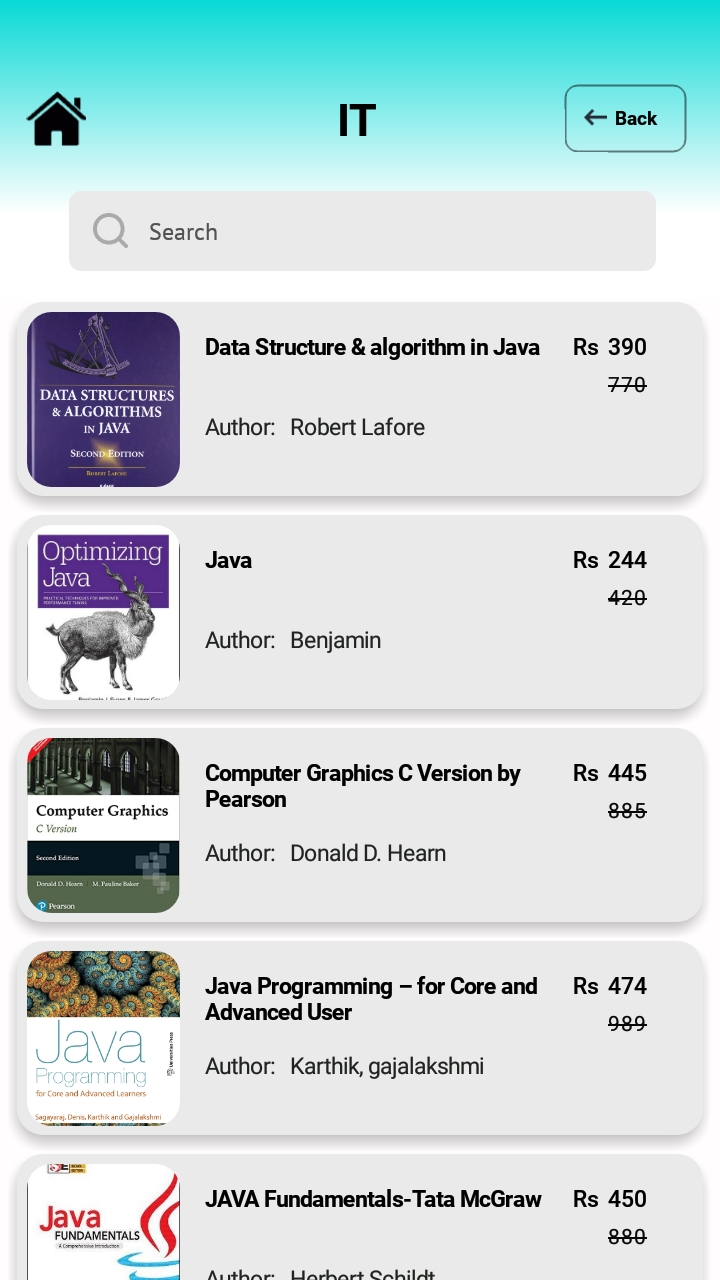 IT
Back
Search
DATA STRUCTURES
& ALGORITHMS
IN JAVA
SECOND EDITION
ROBERT LAFORE
Data Structure & algorithm in Java
Rs 390
770
Author: Robert Lafore
Optimizing
Java
PRACTICAL TECHNIQUES FOR IMPROVED
PERFORMANCE TUNING
Java
Rs 244
420
Author: Benjamin
Computer Graphics
C Version
Second Edition
Donald D. Hearn | M. Pauline Baker
Pearson
Computer Graphics C Version by
Pearson
Rs 445
885
Author: Donald D. Hearn
Java
Programming
for Core and Advanced Learners
Sagayaraj, Denis, Karthik and Gajalakshmi
Universities Press
Java Programming – for Core and
Advanced User
Rs 474
989
Author: Karthik, gajalakshmi
Java
FUNDAMENTALS
A Comprehensive Introduction
JAVA Fundamentals-Tata McGraw
Rs 450
880
Author: Herbert Schildt